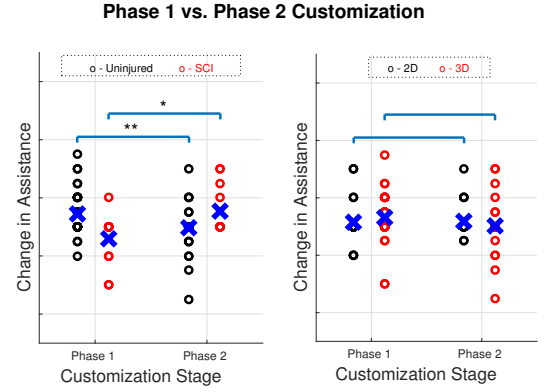 Phase 1 vs. Phase 2 Customization
o - Uninjured o - SCI
*
**
Change in Assistance
Phase 1 Phase 2
Customization Stage
o - 2D o - 3D
Change in Assistance
Phase 1 Phase 2
Customization Stage